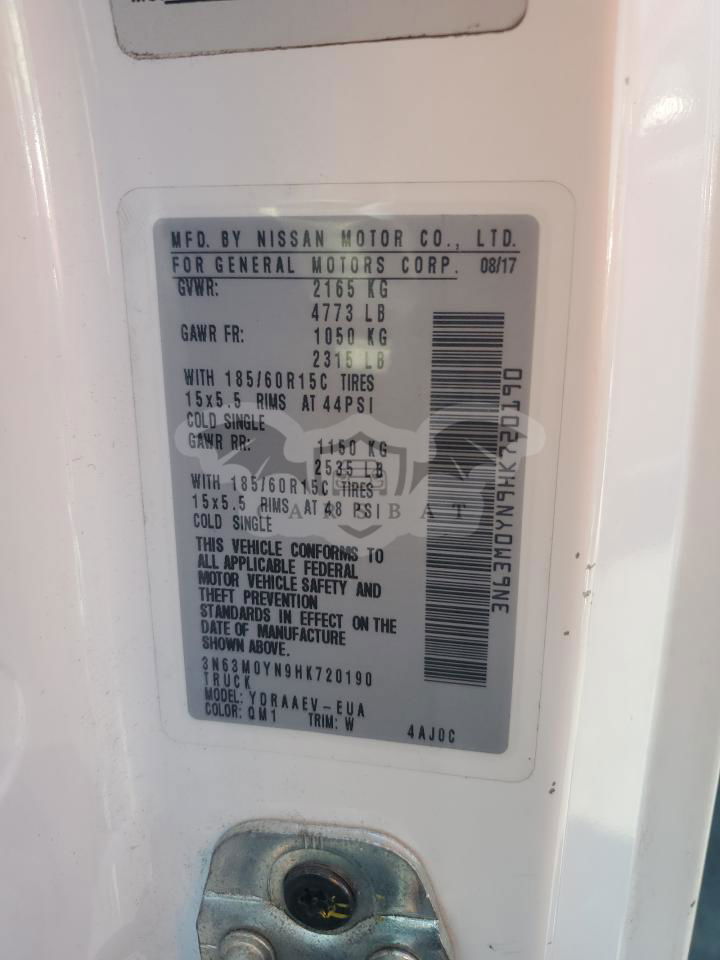 MFD. BY NISSAN MOTOR CO., LTD.
FOR GENERAL MOTORS CORP. 08/17
GVWR: 2165 KG
4773 LB
GAWR FR: 1050 KG
2315 LB
WITH 185/60R15C TIRES
15x5.5 RIMS AT 44PSI
COLD SINGLE
GAWR RR: 1150 KG
2535 LB
WITH 185/60R15C TIRES
15x5.5 RIMS AT 48 PSI
COLD SINGLE
CARSBAT
THIS VEHICLE CONFORMS TO
ALL APPLICABLE FEDERAL
MOTOR VEHICLE SAFETY AND
THEFT PREVENTION
STANDARDS IN EFFECT ON THE
DATE OF MANUFACTURE
SHOWN ABOVE.
3N63M0YN9HK720190
TRUCK
MODEL: YDRAAEV-EUA
COLOR: QM1 TRIM: W 4AJ0C
3N63M0YN9HK720190